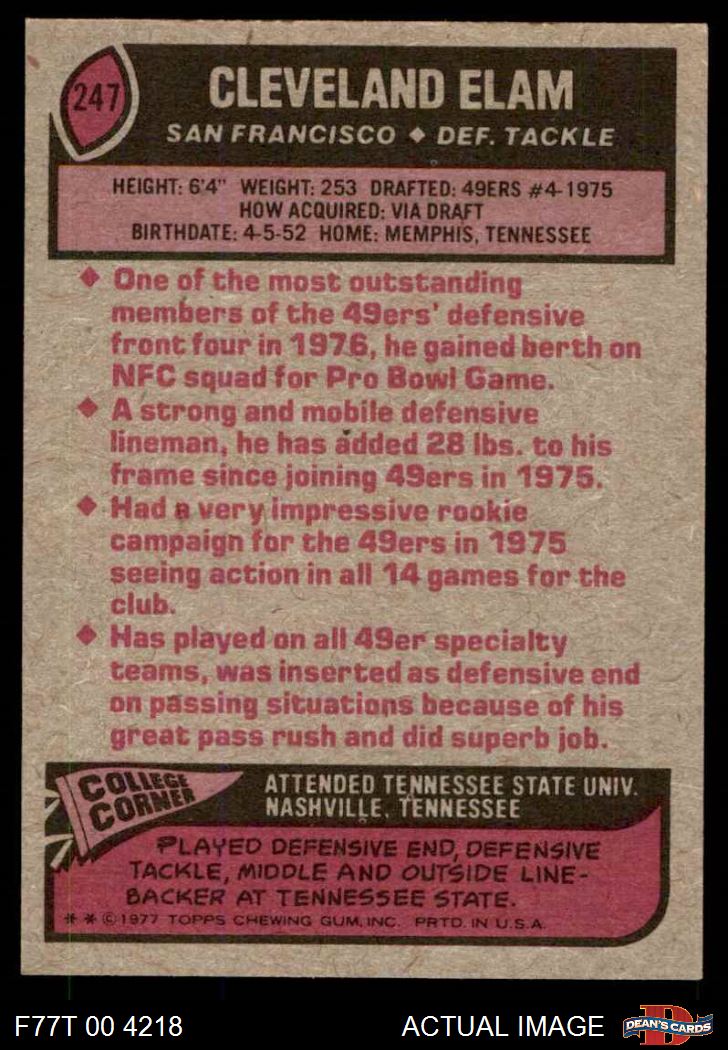 247
CLEVELAND ELAM
SAN FRANCISCO ◆ DEF. TACKLE
HEIGHT: 6'4" WEIGHT: 253 DRAFTED: 49ERS #4-1975
HOW ACQUIRED: VIA DRAFT
BIRTHDATE: 4-5-52 HOME: MEMPHIS, TENNESSEE
◆ One of the most outstanding
members of the 49ers' defensive
front four in 1976, he gained berth on
NFC squad for Pro Bowl Game.
◆ A strong and mobile defensive
lineman, he has added 28 lbs. to his
frame since joining 49ers in 1975.
◆ Had a very impressive rookie
campaign for the 49ers in 1975
seeing action in all 14 games for the
club.
◆ Has played on all 49er specialty
teams, was inserted as defensive end
on passing situations because of his
great pass rush and did superb job.
COLLEGE
CORNER
ATTENDED TENNESSEE STATE UNIV.
NASHVILLE, TENNESSEE
PLAYED DEFENSIVE END, DEFENSIVE
TACKLE, MIDDLE AND OUTSIDE LINE-
BACKER AT TENNESSEE STATE.
* * © 1977 TOPPS CHEWING GUM, INC. PRTD. IN U.S.A.
F77T 00 4218
ACTUAL IMAGE
D
DEAN'S CARDS